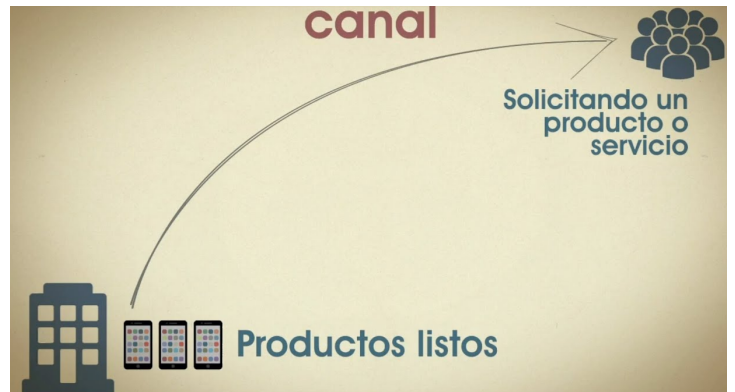 canal
Solicitando un
producto o
servicio
Productos listos